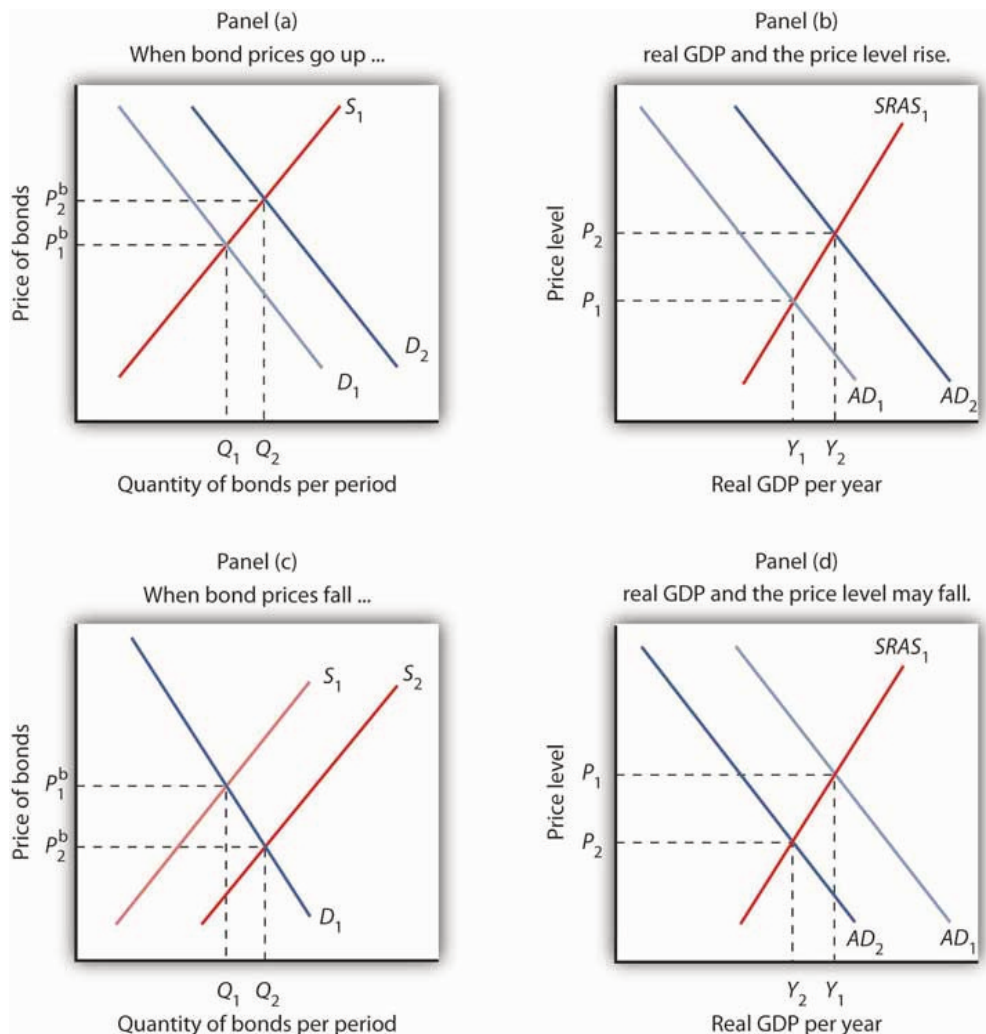 Panel (a)
When bond prices go up ...
Price of bonds
S1
P2b
P1b
D2
D1
Q1 Q2
Quantity of bonds per period
Panel (b)
real GDP and the price level rise.
Price level
SRAS1
P2
P1
AD1
AD2
Y1 Y2
Real GDP per year
Panel (c)
When bond prices fall ...
Price of bonds
S1
S2
P1b
P2b
D1
Q1 Q2
Quantity of bonds per period
Panel (d)
real GDP and the price level may fall.
Price level
SRAS1
P1
P2
AD2
AD1
Y2 Y1
Real GDP per year